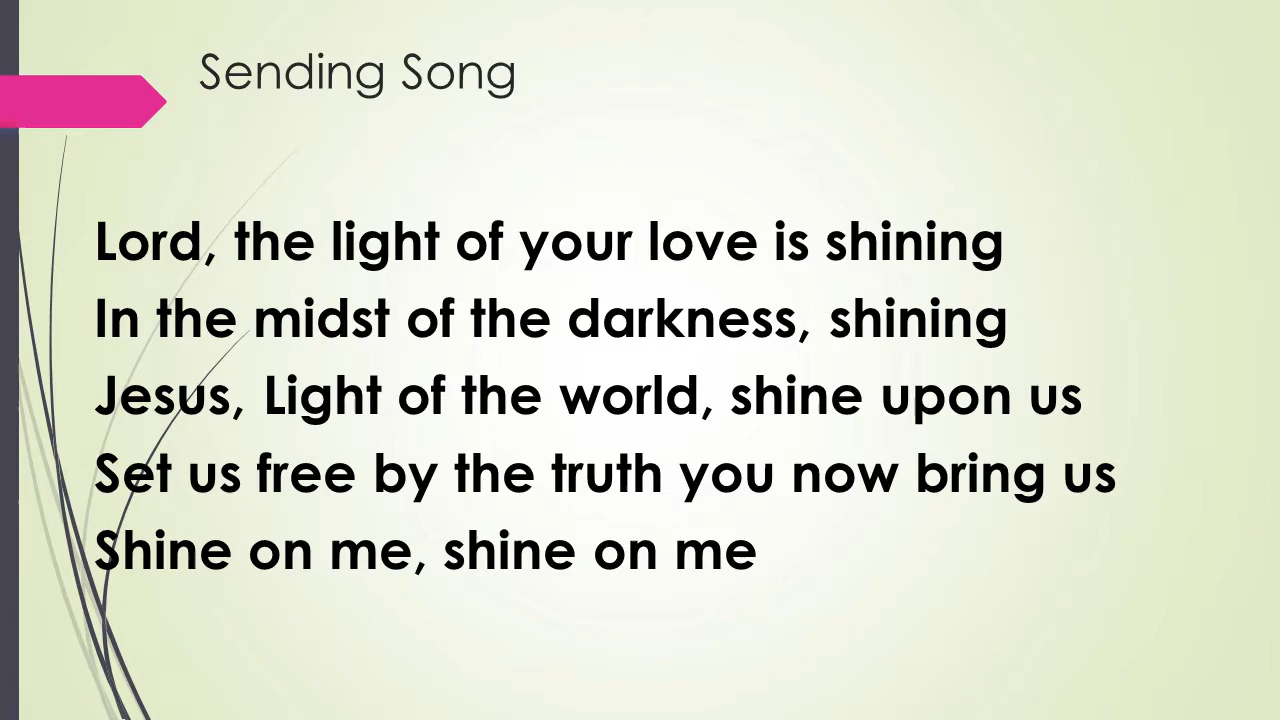 Sending Song
Lord, the light of your love is shining
In the midst of the darkness, shining
Jesus, Light of the world, shine upon us
Set us free by the truth you now bring us
Shine on me, shine on me